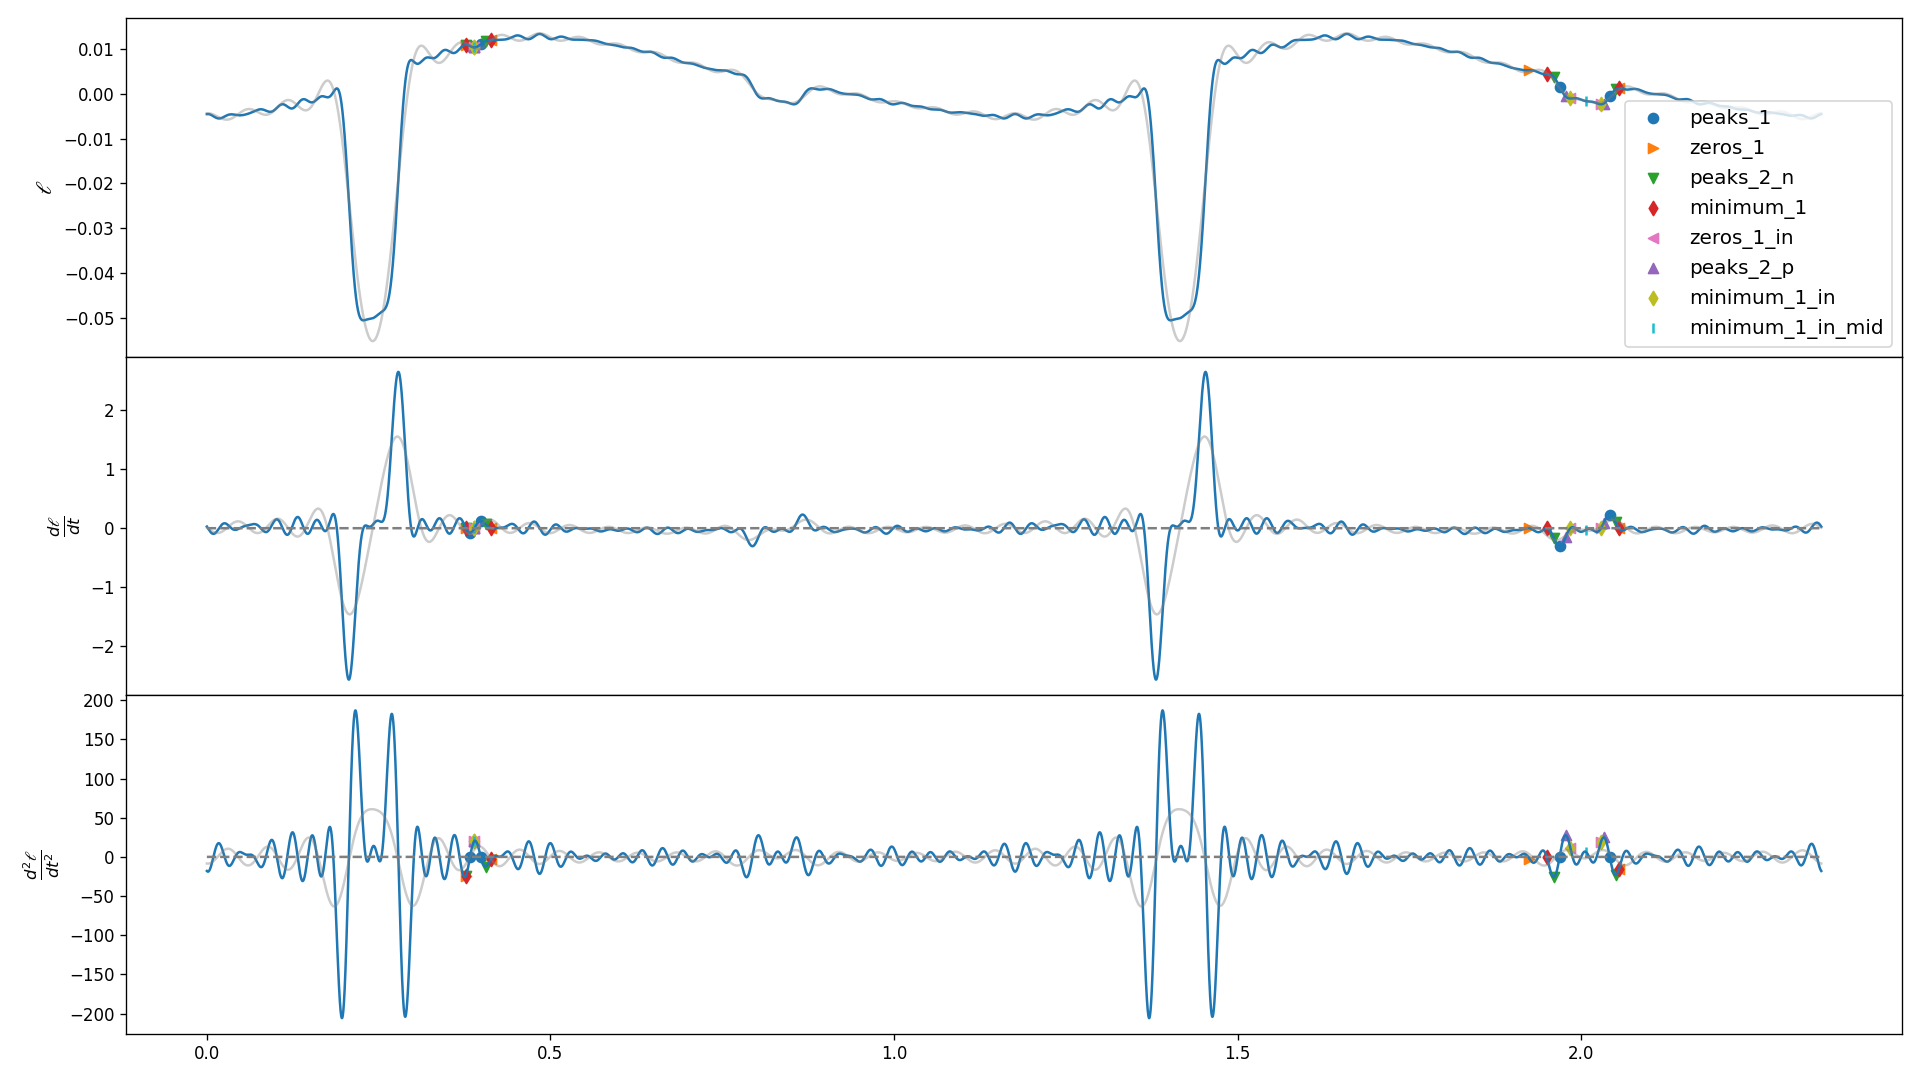 0.01
0.00
−0.01
−0.02
−0.03
−0.04
−0.05
ℓ
peaks_1
zeros_1
peaks_2_n
minimum_1
zeros_1_in
peaks_2_p
minimum_1_in
minimum_1_in_mid
2
1
0
−1
−2
dℓ
dt
200
150
100
50
0
−50
−100
−150
−200
d²ℓ
dt²
0.0 0.5 1.0 1.5 2.0